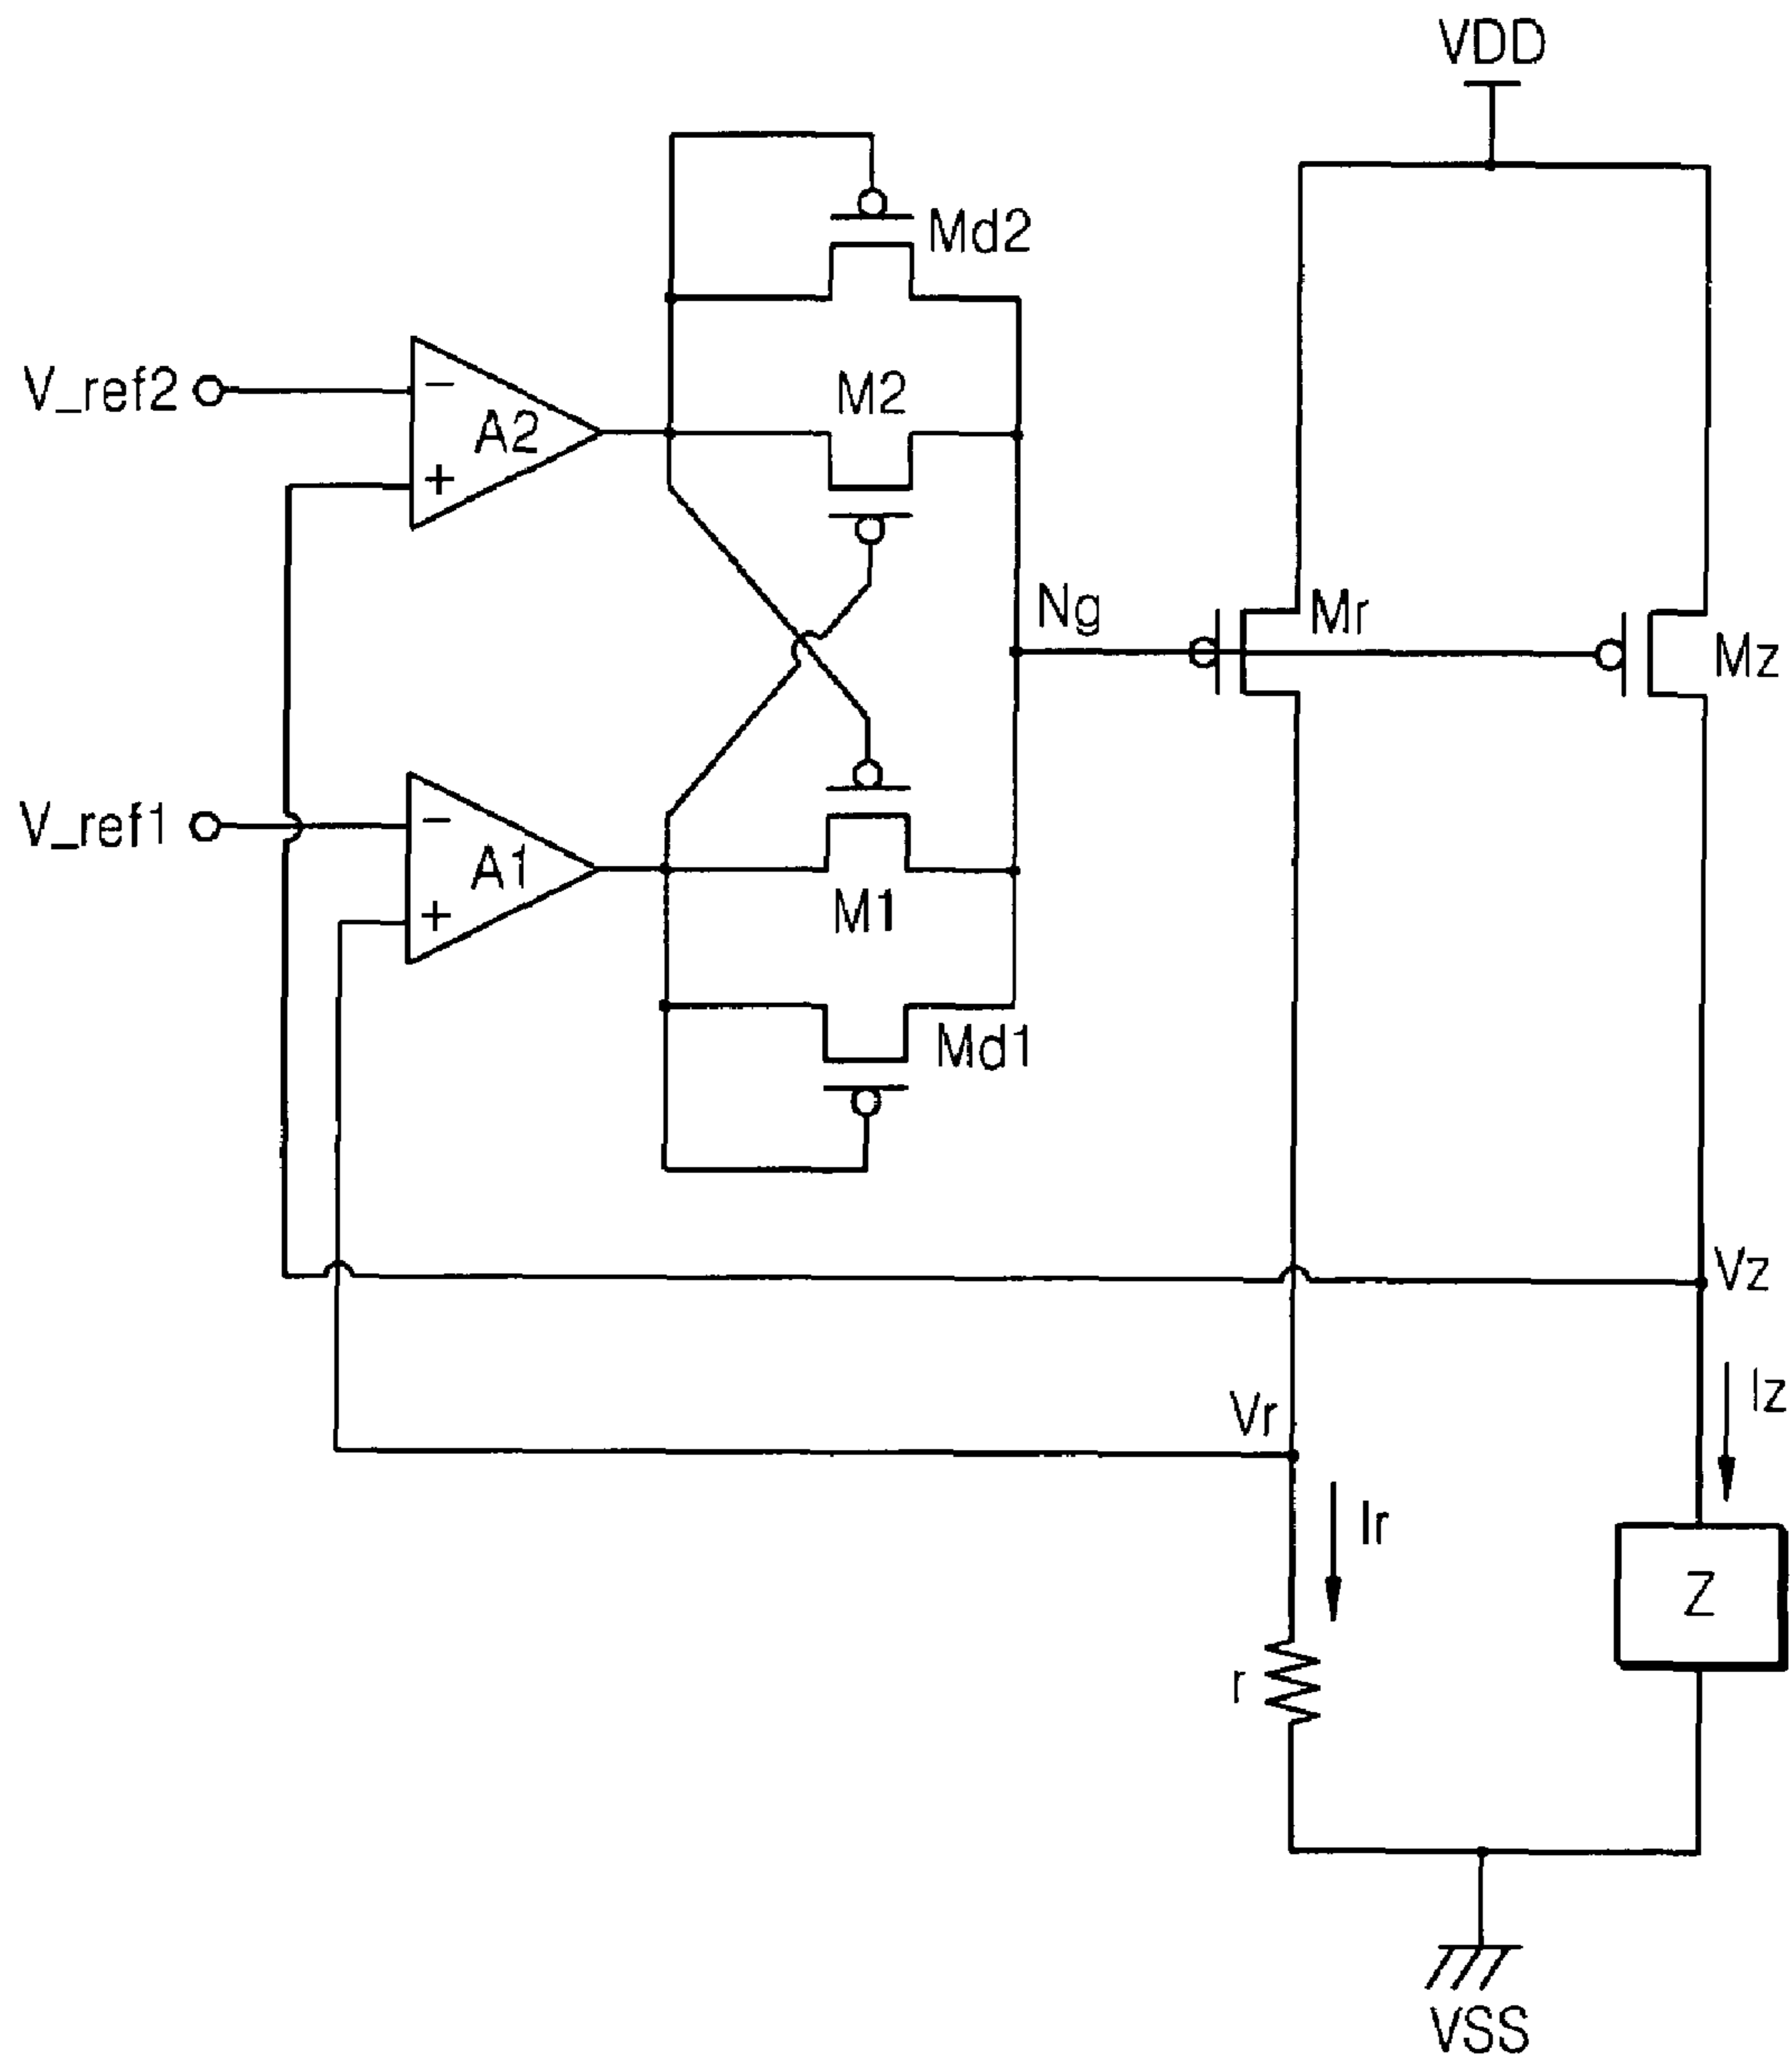 VDD
Md2
V_ref2
−
A2
+
M2
Ng
Mr
Mz
V_ref1
−
A1
+
M1
Md1
Vz
Iz
Vr
Ir
Z
r
VSS